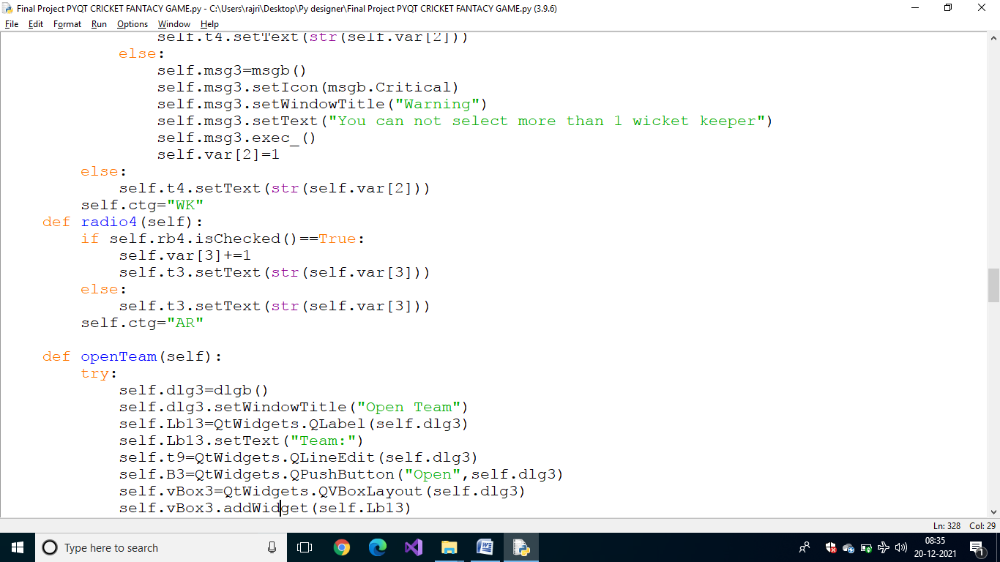 Final Project PYQT CRICKET FANTACY GAME.py - C:\Users\rajri\Desktop\Py designer\Final Project PYQT CRICKET FANTACY GAME.py (3.9.6)
File Edit Format Run Options Window Help
self.t4.setText(str(self.var[2]))
else:
self.msg3=msgb()
self.msg3.setIcon(msgb.Critical)
self.msg3.setWindowTitle("Warning")
self.msg3.setText("You can not select more than 1 wicket keeper")
self.msg3.exec_()
self.var[2]=1
else:
self.t4.setText(str(self.var[2]))
self.ctg="WK"
def radio4(self):
if self.rb4.isChecked()==True:
self.var[3]+=1
self.t3.setText(str(self.var[3]))
else:
self.t3.setText(str(self.var[3]))
self.ctg="AR"
def openTeam(self):
try:
self.dlg3=dlgb()
self.dlg3.setWindowTitle("Open Team")
self.Lb13=QtWidgets.QLabel(self.dlg3)
self.Lb13.setText("Team:")
self.t9=QtWidgets.QLineEdit(self.dlg3)
self.B3=QtWidgets.QPushButton("Open",self.dlg3)
self.vBox3=QtWidgets.QVBoxLayout(self.dlg3)
self.vBox3.addWidget(self.Lb13)
Ln: 328 Col: 29
Type here to search
08:35
20-12-2021
1